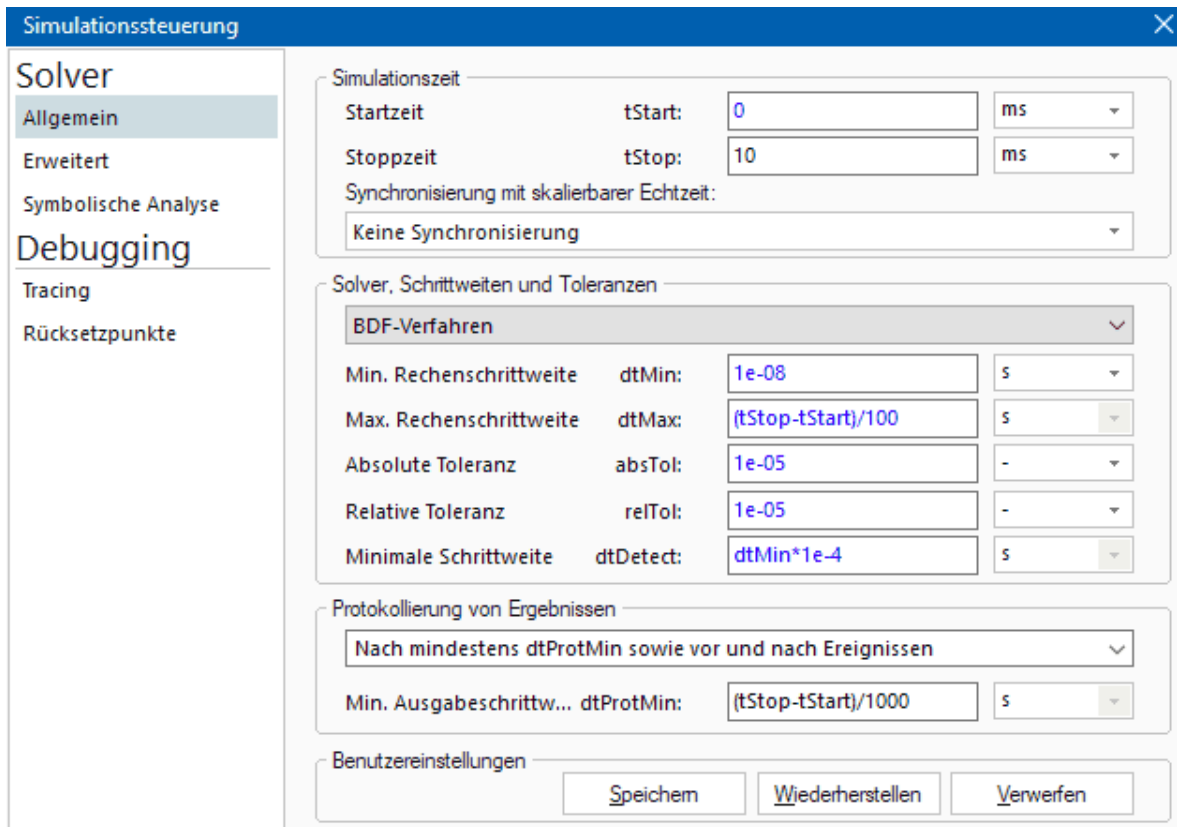 Simulationssteuerung
Solver
Allgemein
Erweitert
Symbolische Analyse
Debugging
Tracing
Rücksetzpunkte
Simulationszeit
Startzeit tStart: 0 ms
Stoppzeit tStop: 10 ms
Synchronisierung mit skalierbarer Echtzeit:
Keine Synchronisierung
Solver, Schrittweiten und Toleranzen
BDF-Verfahren
Min. Rechenschrittweite dtMin: 1e-08 s
Max. Rechenschrittweite dtMax: (tStop-tStart)/100 s
Absolute Toleranz absTol: 1e-05 -
Relative Toleranz relTol: 1e-05 -
Minimale Schrittweite dtDetect: dtMin*1e-4 s
Protokollierung von Ergebnissen
Nach mindestens dtProtMin sowie vor und nach Ereignissen
Min. Ausgabeschrittw... dtProtMin: (tStop-tStart)/1000 s
Benutzereinstellungen
Speichern Wiederherstellen Verwerfen